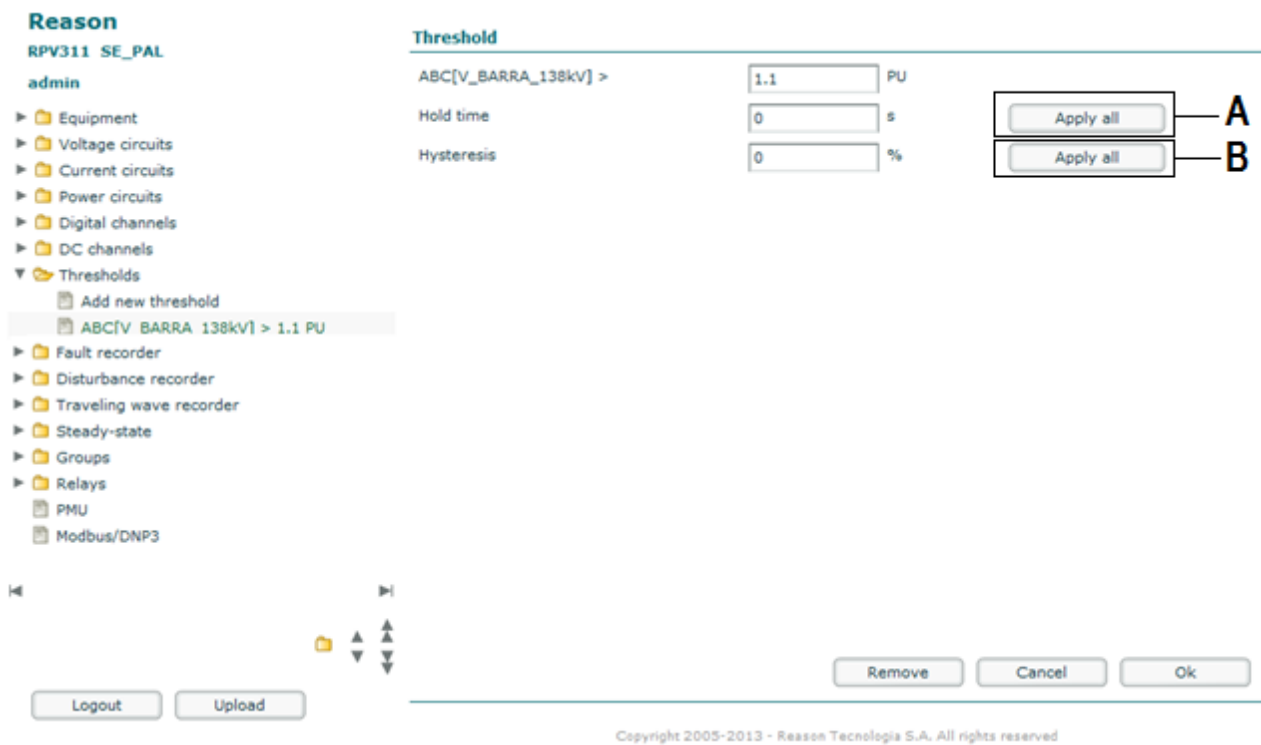 Reason
RPV311 SE_PAL
admin
Equipment
Voltage circuits
Current circuits
Power circuits
Digital channels
DC channels
Thresholds
Add new threshold
ABC[V_BARRA_138kV] > 1.1 PU
Fault recorder
Disturbance recorder
Traveling wave recorder
Steady-state
Groups
Relays
PMU
Modbus/DNP3
Logout Upload
Threshold
ABC[V_BARRA_138kV] > 1.1 PU
Hold time 0 s Apply all A
Hysteresis 0 % Apply all B
Remove Cancel Ok
Copyright 2005-2013 - Reason Tecnologia S.A. All rights reserved